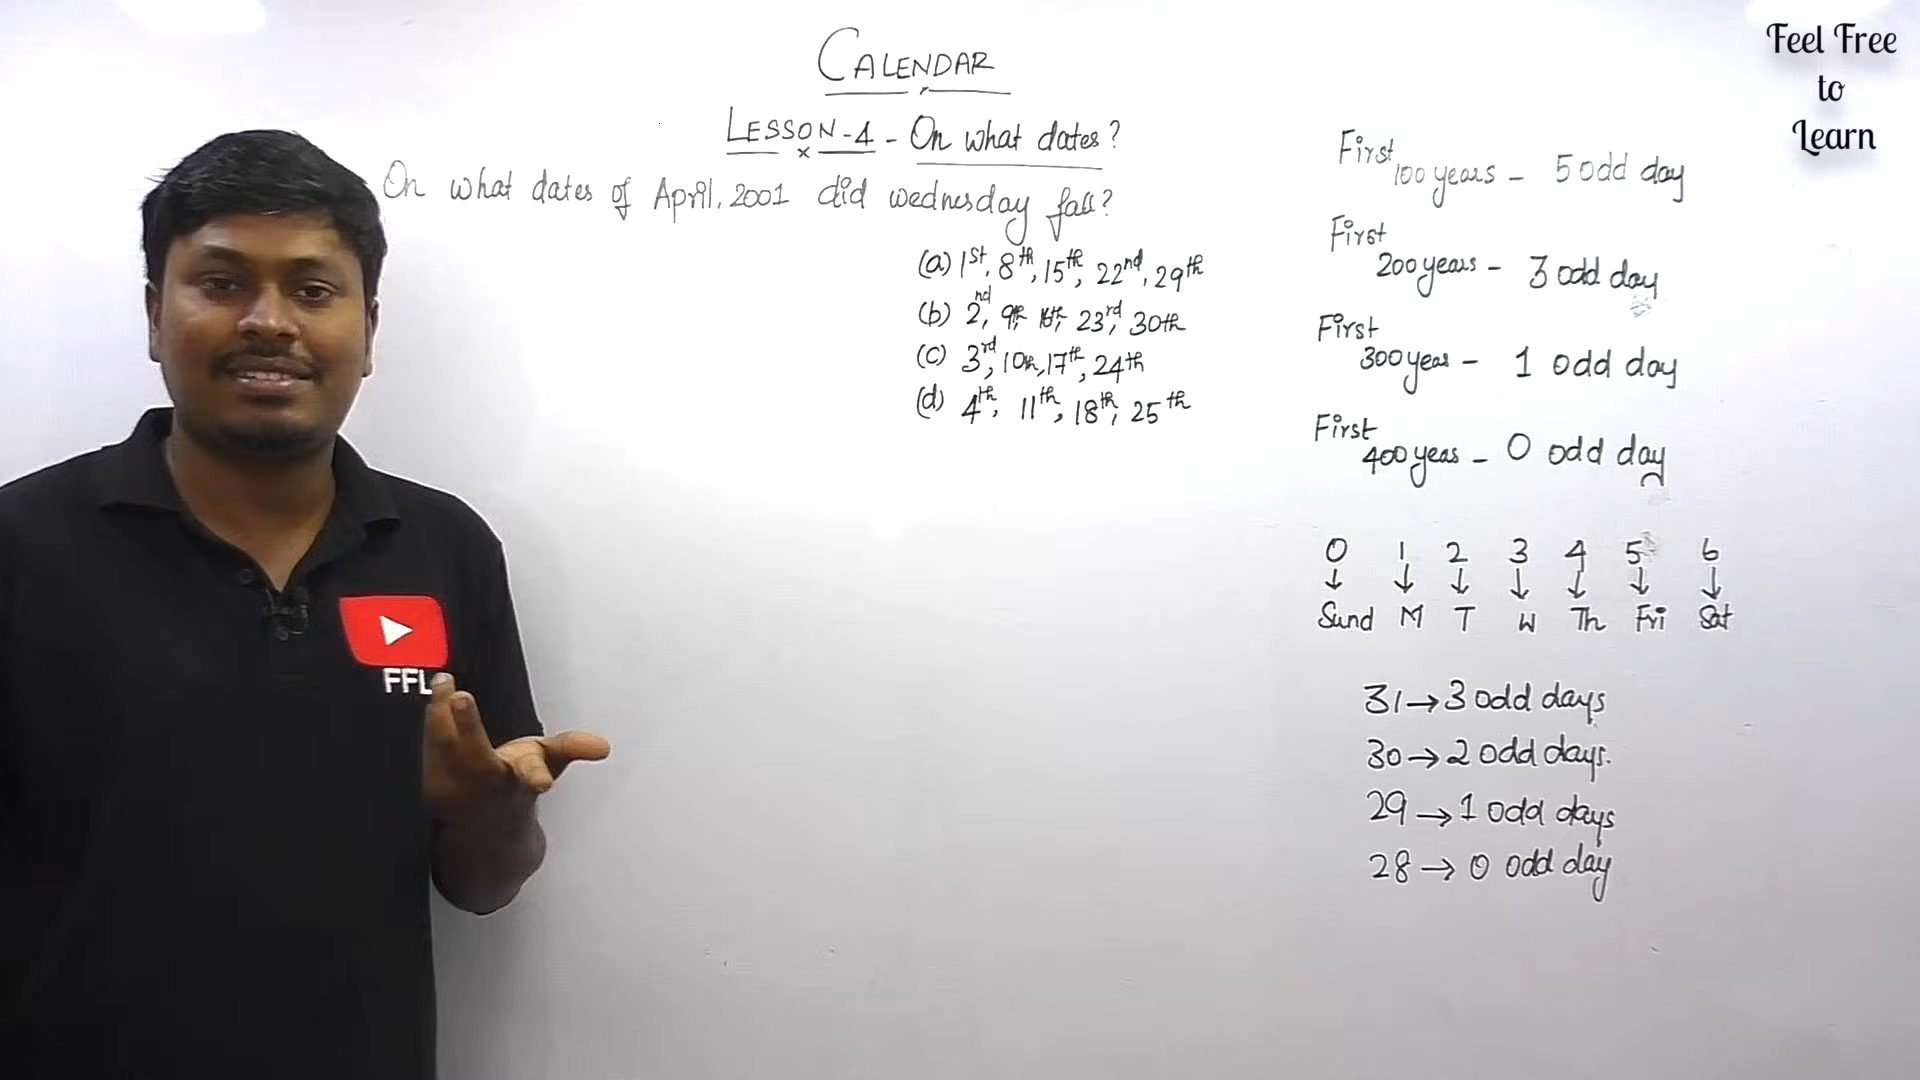 CALENDAR
LESSON-4 - On what dates?
On what dates of April, 2001 did wednesday fall?
(a) 1st, 8th, 15th, 22nd, 29th
(b) 2nd, 9th, 16th, 23rd, 30th
(c) 3rd, 10th, 17th, 24th
(d) 4th, 11th, 18th, 25th
Feel Free
to
Learn
First
100 years - 5 odd day
First
200 years - 3 odd day
First
300 year - 1 odd day
First
400 yeas - 0 odd day
0 1 2 3 4 5 6
↓ ↓ ↓ ↓ ↓ ↓ ↓
Sund M T W Th Fri Sat
31 → 3 odd days
30 → 2 odd days.
29 → 1 odd days
28 → 0 odd day
FFL